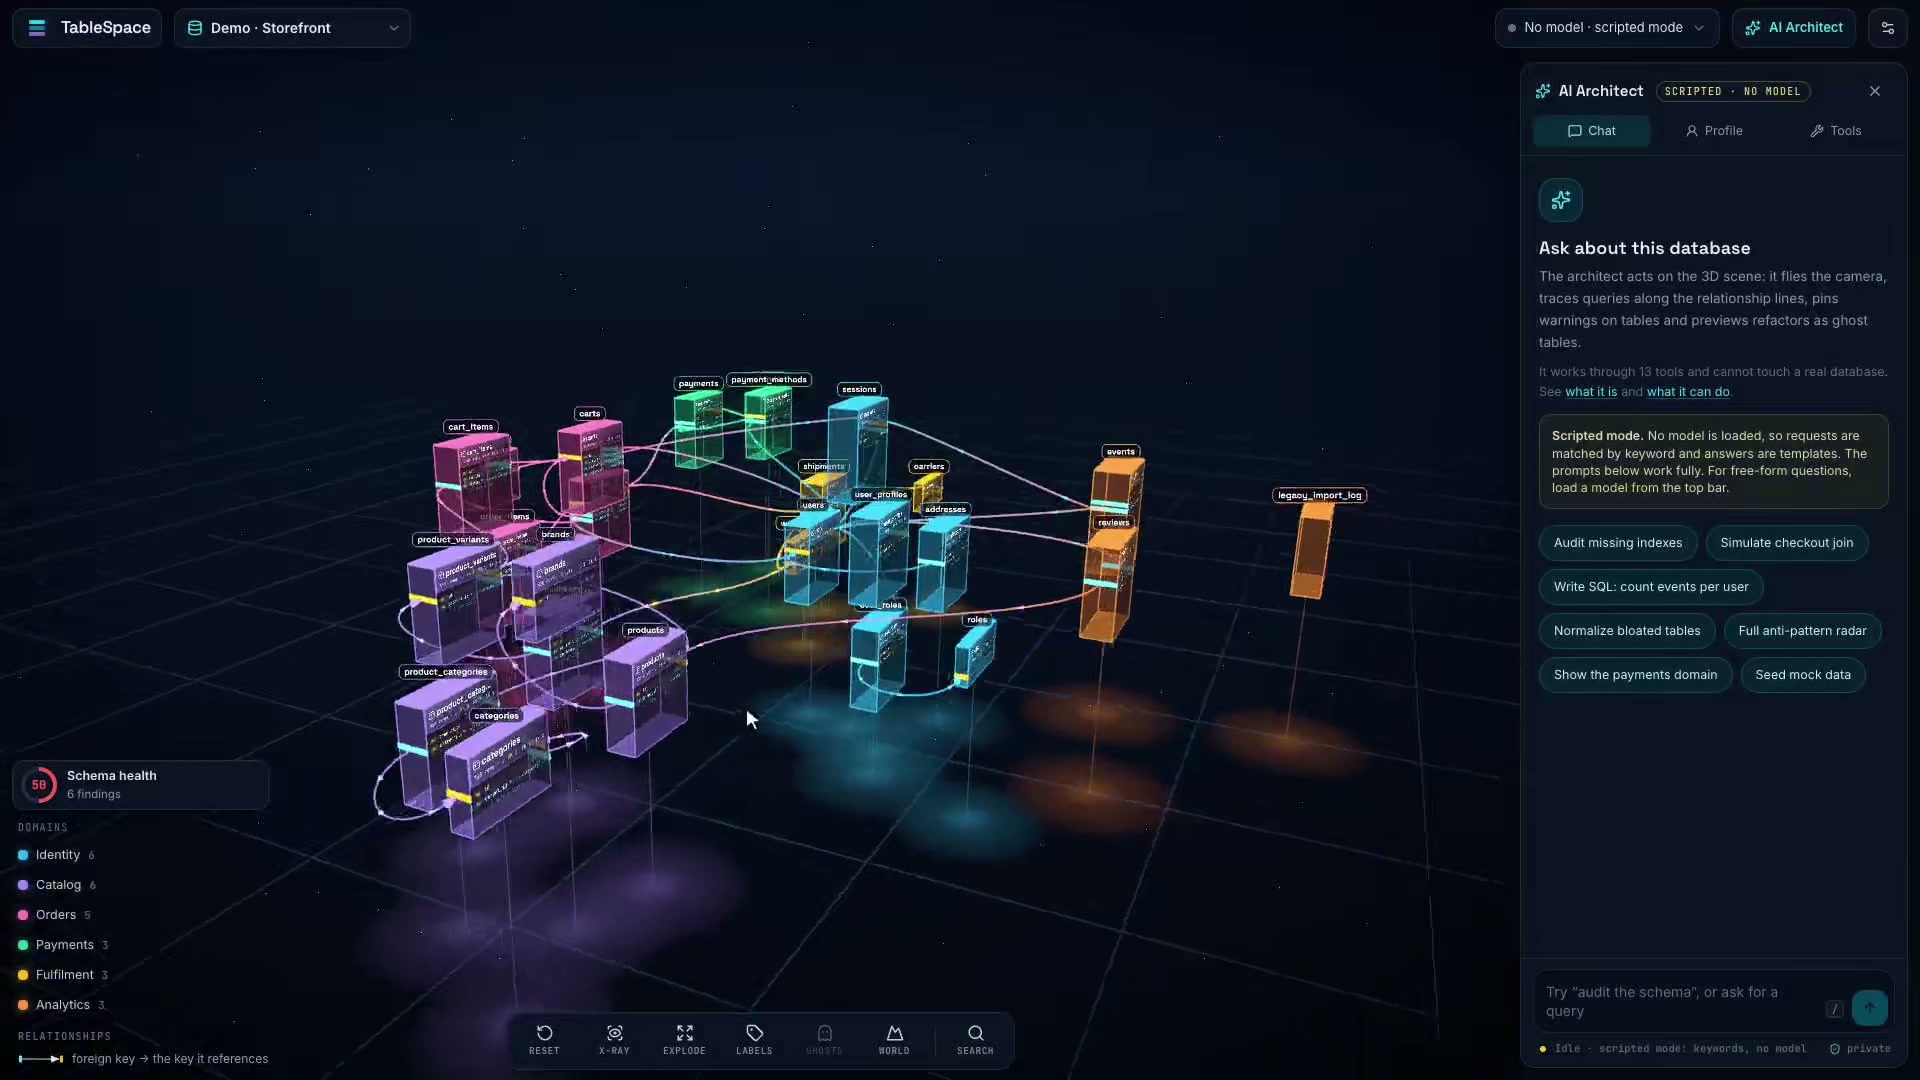 TableSpace
Demo · Storefront
No model · scripted mode
AI Architect
AI Architect
SCRIPTED · NO MODEL
Chat
Profile
Tools
Ask about this database
The architect acts on the 3D scene: it flies the camera,
traces queries along the relationship lines, pins
warnings on tables and previews refactors as ghost
tables.
It works through 13 tools and cannot touch a real database.
See what it is and what it can do.
Scripted mode. No model is loaded, so requests are
matched by keyword and answers are templates. The
prompts below work fully. For free-form questions,
load a model from the top bar.
Audit missing indexes
Simulate checkout join
Write SQL: count events per user
Normalize bloated tables
Full anti-pattern radar
Show the payments domain
Seed mock data
Try “audit the schema”, or ask for a
query
/
Idle · scripted mode: keywords, no model
private
payments
payment_methods
sessions
carts
cart_items
shipments
carriers
events
user_profiles
legacy_import_log
users
addresses
reviews
product_variants
brands
roles
products
product_categories
categories
50
Schema health
6 findings
DOMAINS
Identity 6
Catalog 6
Orders 5
Payments 3
Fulfilment 3
Analytics 3
RELATIONSHIPS
foreign key → the key it references
RESET
X-RAY
EXPLODE
LABELS
GHOSTS
WORLD
SEARCH